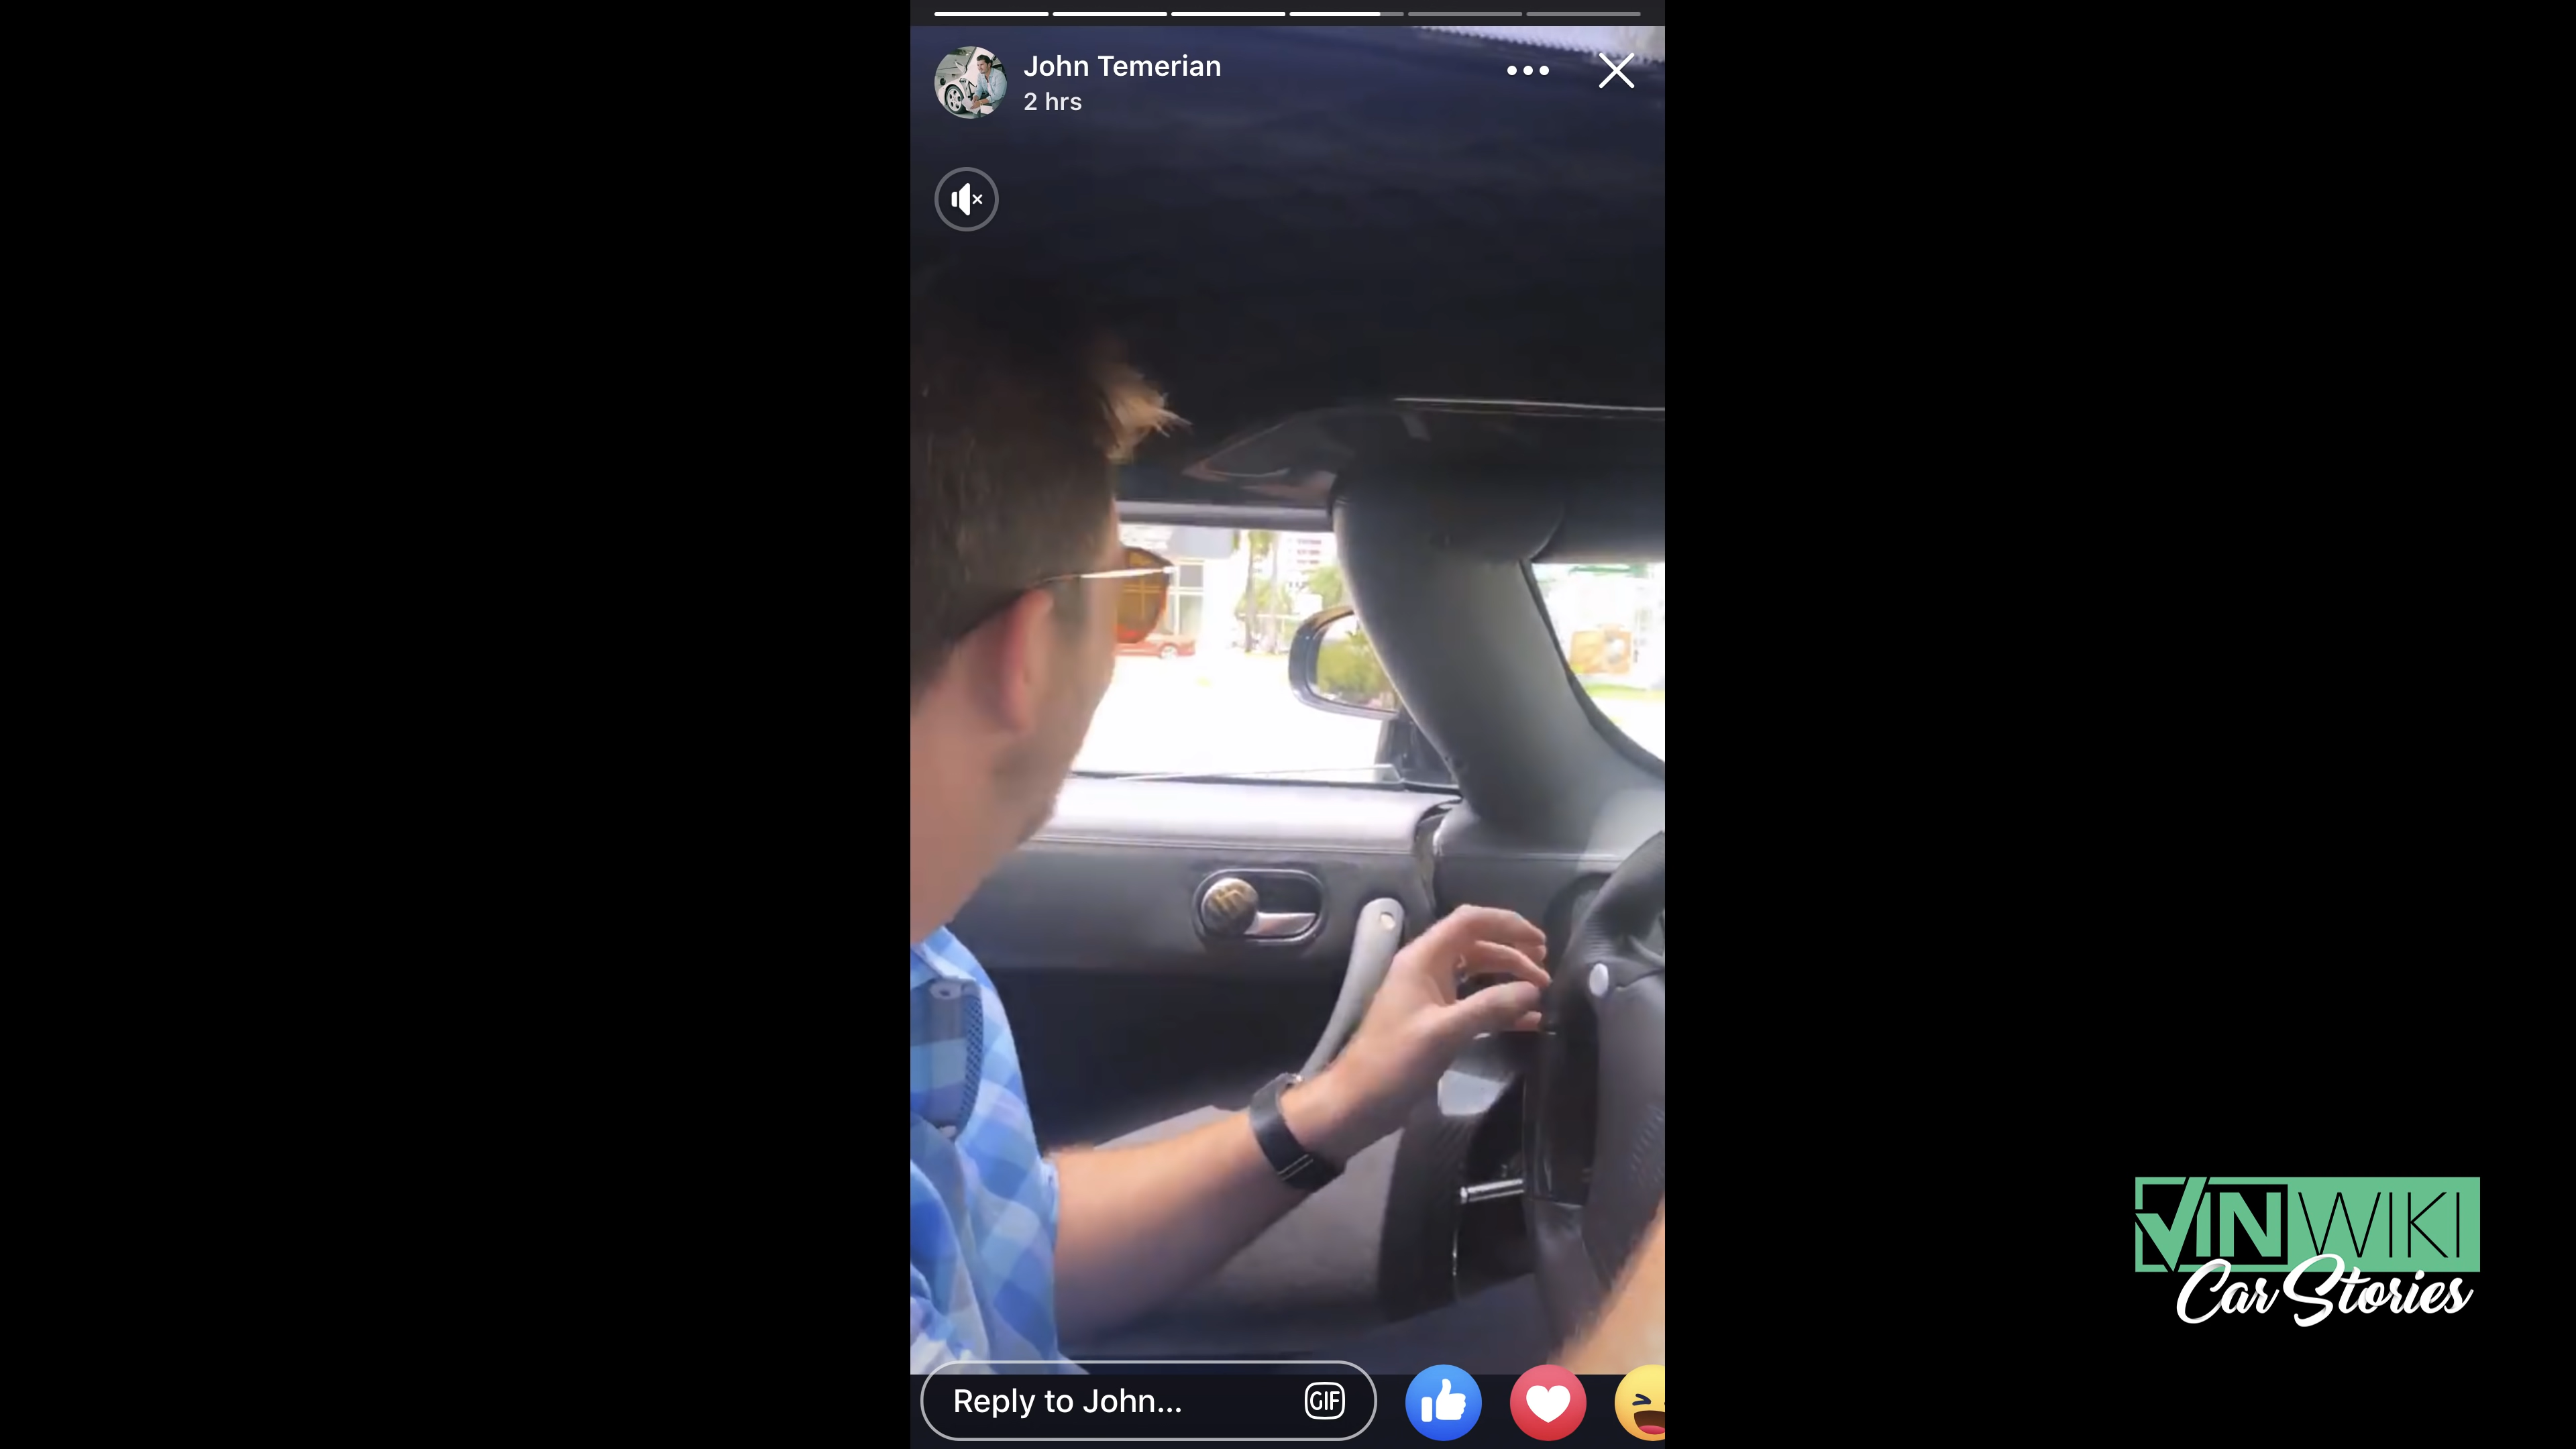 John Temerian
2 hrs
Reply to John...
GIF
VINWIKI
Car Stories